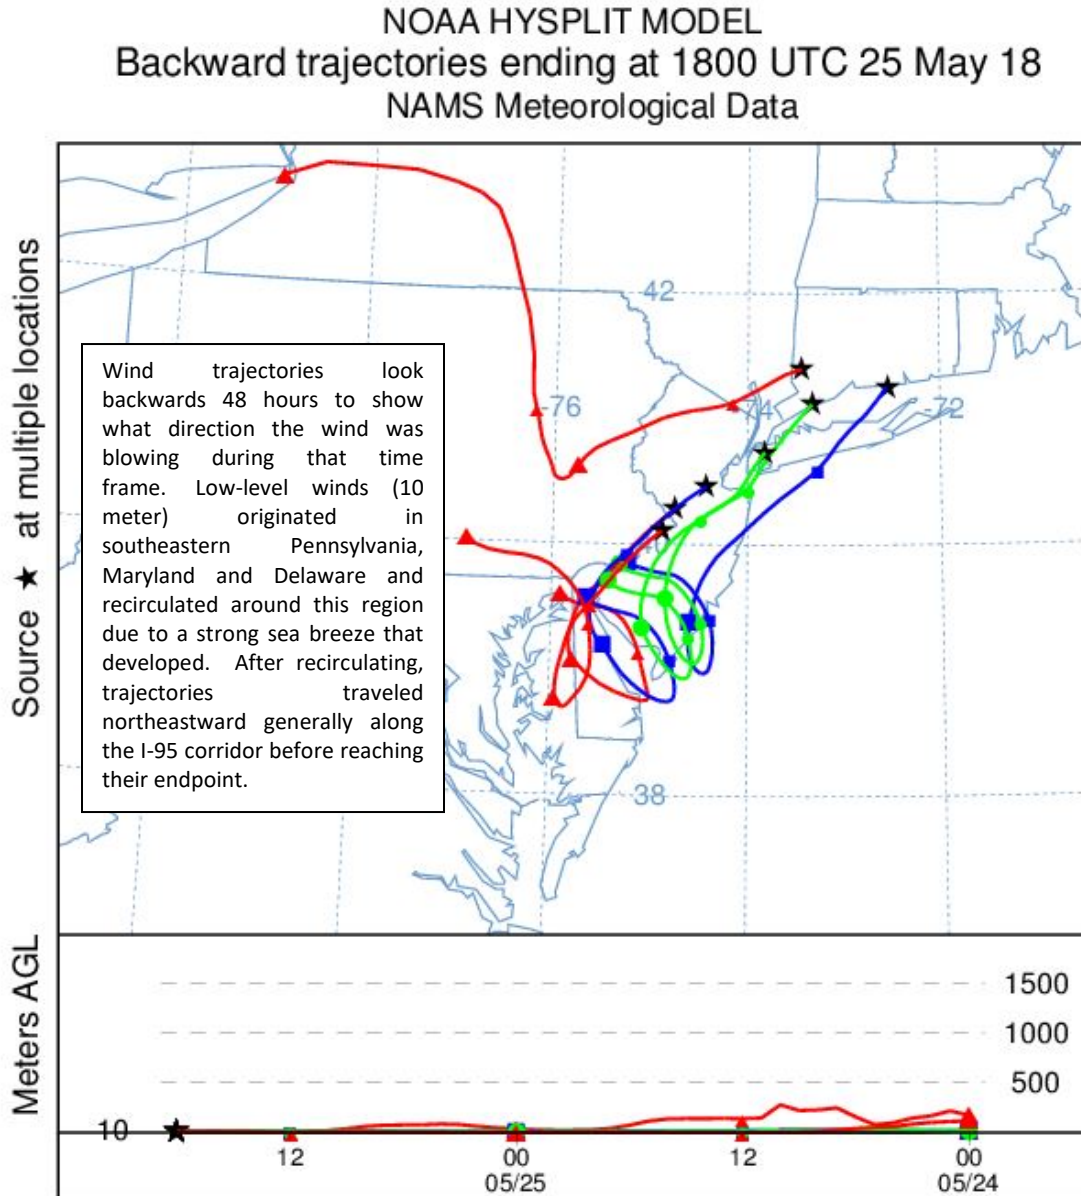 NOAA HYSPLIT MODEL
Backward trajectories ending at 1800 UTC 25 May 18
NAMS Meteorological Data
Source ★ at multiple locations
42
-76
-74
-72
Wind trajectories look
backwards 48 hours to show
what direction the wind was
blowing during that time
frame. Low-level winds (10
meter) originated in
southeastern Pennsylvania,
Maryland and Delaware and
recirculated around this region
due to a strong sea breeze that
developed. After recirculating,
trajectories traveled
northeastward generally along
the I-95 corridor before reaching
their endpoint.
40
38
Meters AGL
1500
1000
500
10
12 00 12 00
05/25 05/24